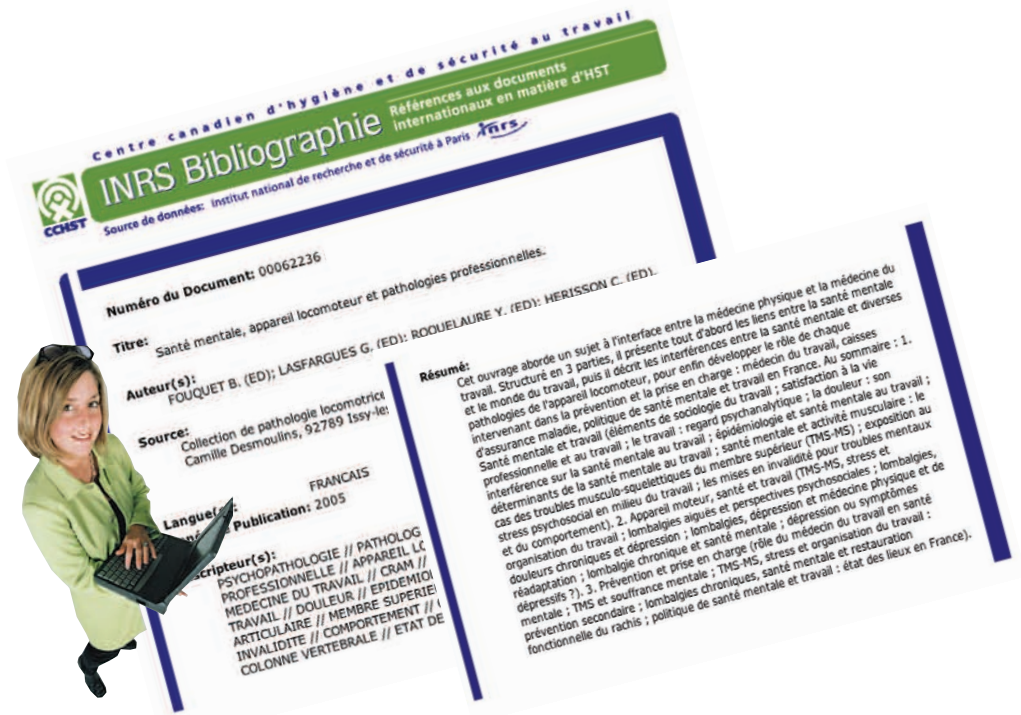 Centre canadien d'hygiène et de sécurité au travail
INRS Bibliographie
Références aux documents
internationaux en matière d'HST
CCHST
Source de données: Institut national de recherche et de sécurité à Paris inrs
Numéro du Document: 00062236
Titre:
Santé mentale, appareil locomoteur et pathologies professionnelles.
Auteur(s):
FOUQUET B. (ED); LASFARGUES G. (ED); ROQUELAURE Y. (ED); HERISSON C. (ED).
Source:
Collection de pathologie locomotrice
Camille Desmoulins, 92789 Issy-les
Langue(s):
FRANCAIS
Publication: 2005
scripteur(s):
PSYCHOPATHOLOGIE // PATHOLOG
PROFESSIONNELLE // APPAREIL LO
MEDECINE DU TRAVAIL // CRAM //
TRAVAIL // DOULEUR // EPIDEMIOL
ARTICULAIRE // MEMBRE SUPERIE
INVALIDITE // COMPORTEMENT //
COLONNE VERTEBRALE // ETAT DE
Résumé:
Cet ouvrage aborde un sujet à l'interface entre la médecine physique et la médecine du
travail. Structuré en 3 parties, il présente tout d'abord les liens entre la santé mentale
et le monde du travail, puis il décrit les interférences entre la santé mentale et diverses
pathologies de l'appareil locomoteur, pour enfin développer le rôle de chaque
intervenant dans la prévention et la prise en charge : médecin du travail, caisses
d'assurance maladie, politique de santé mentale et travail en France. Au sommaire : 1.
Santé mentale et travail (éléments de sociologie du travail ; satisfaction à la vie
professionnelle et au travail ; le travail : regard psychanalytique ; la douleur : son
interférence sur la santé mentale au travail ; épidémiologie et santé mentale au travail ;
déterminants de la santé mentale au travail ; santé mentale et activité musculaire : le
cas des troubles musculo-squelettiques du membre supérieur (TMS-MS) ; exposition au
stress psychosocial en milieu du travail ; les mises en invalidité pour troubles mentaux
et du comportement). 2. Appareil moteur, santé et travail (TMS-MS, stress et
organisation du travail ; lombalgies aiguës et perspectives psychosociales ; lombalgies,
douleurs chroniques et dépression ; lombalgies, dépression et médecine physique et de
réadaptation ; lombalgie chronique et santé mentale ; dépression ou symptômes
dépressifs ?). 3. Prévention et prise en charge (rôle du médecin du travail en santé
mentale ; TMS et souffrance mentale ; TMS-MS, stress et organisation du travail :
prévention secondaire ; lombalgies chroniques, santé mentale et restauration
fonctionnelle du rachis ; politique de santé mentale et travail : état des lieux en France).